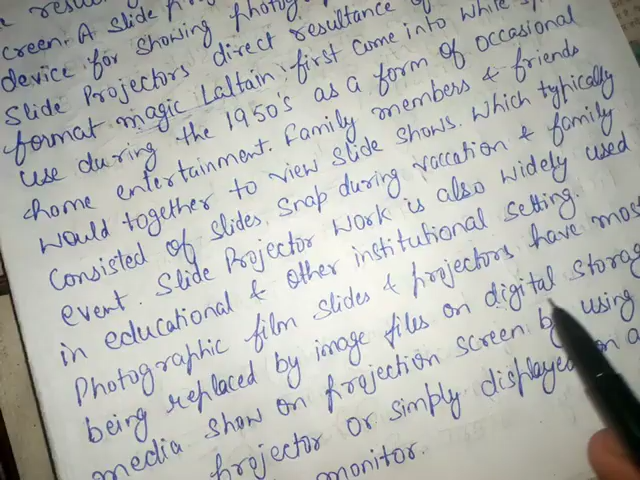 creen. A Slide
device for showing
Slide Projectors direct resultance of
format magic Laltain, first come into
use during the 1950's as a form of occasional
home entertainment. Family members & friends
would together to view slide shows. Which typically
Consisted of slides snap during vaccation & family
event. Slide Projector work is also widely used
in educational & other institutional setting.
Photographic film slides & projectors have most
being replaced by image files on digital storag
media show on projection screen by using
projector or simply displayed on a
monitor.